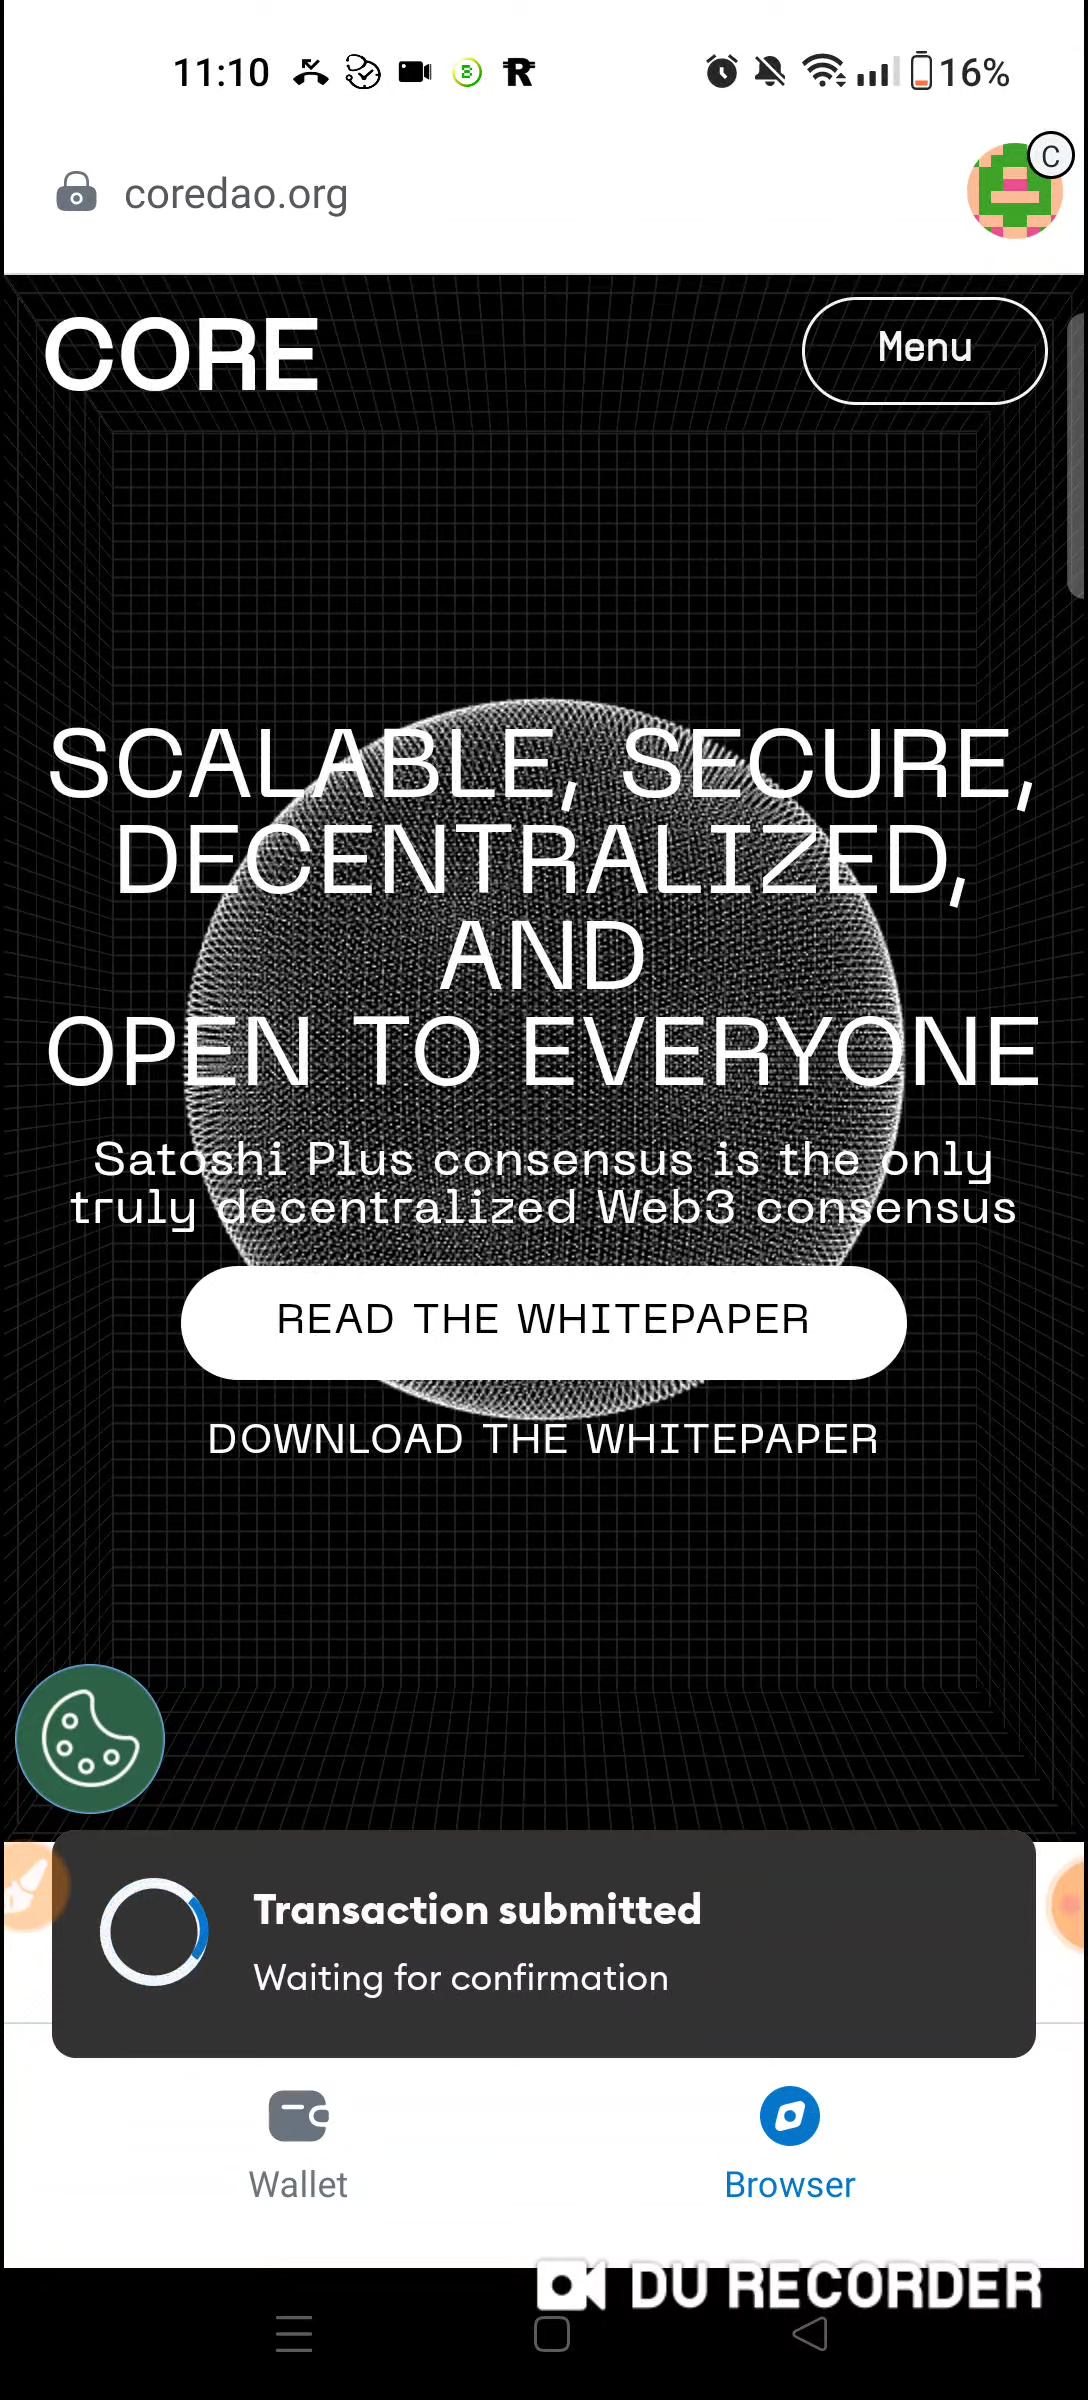 11:10
16%
coredao.org
C
CORE
Menu
SCALABLE, SECURE,
DECENTRALIZED,
AND
OPEN TO EVERYONE
Satoshi Plus consensus is the only
truly decentralized Web3 consensus
READ THE WHITEPAPER
DOWNLOAD THE WHITEPAPER
Transaction submitted
Waiting for confirmation
Wallet
Browser
DU RECORDER